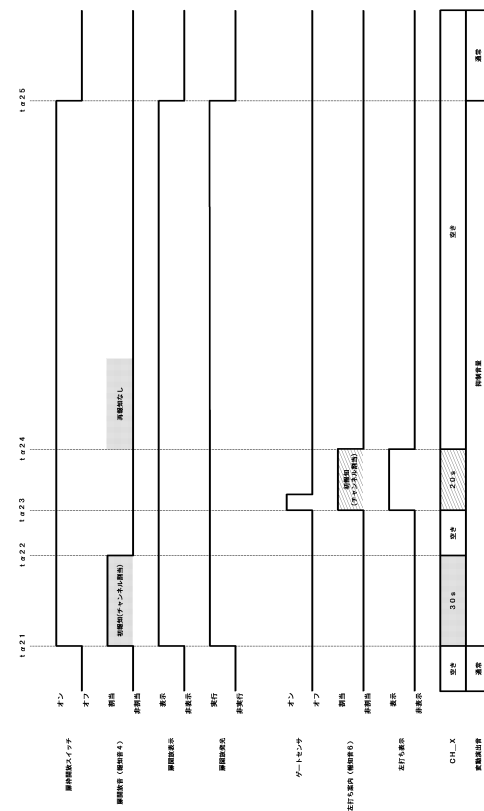 tα21
tα22
tα23
tα24
tα25
扉枠開放スイッチ
オン
オフ
扉開放音（報知音4）
割当
非割当
初報知(チャンネル割当)
再報知なし
扉開放表示
表示
非表示
扉開放発光
実行
非実行
ゲートセンサ
オン
オフ
左打ち案内（報知音6）
割当
非割当
初報知
(チャンネル割当)
左打ち表示
表示
非表示
CH_X
空き
30s
空き
20s
空き
変動演出音
通常
抑制音量
通常